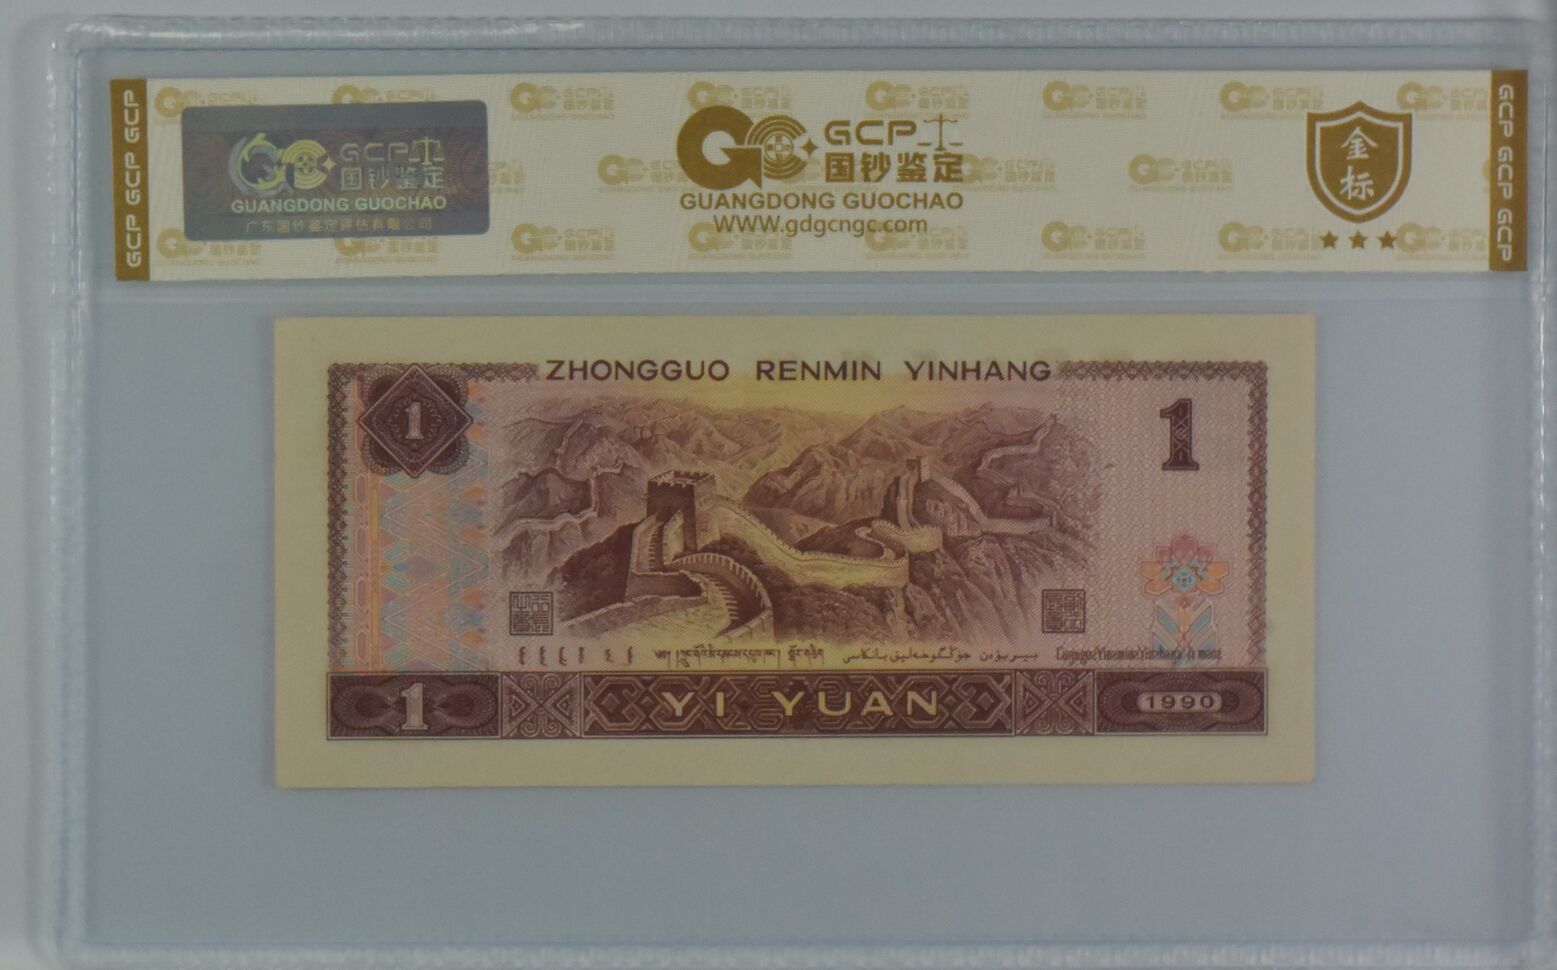 GCP 国钞鉴定
GUANGDONG GUOCHAO
广东国钞鉴定评估有限公司
GCP 国钞鉴定
GUANGDONG GUOCHAO
WWW.gdgcngc.com
金标
GCP GCP GCP
GCP GCP GCP
ZHONGGUO RENMIN YINHANG
1
1
1 YI YUAN 1990